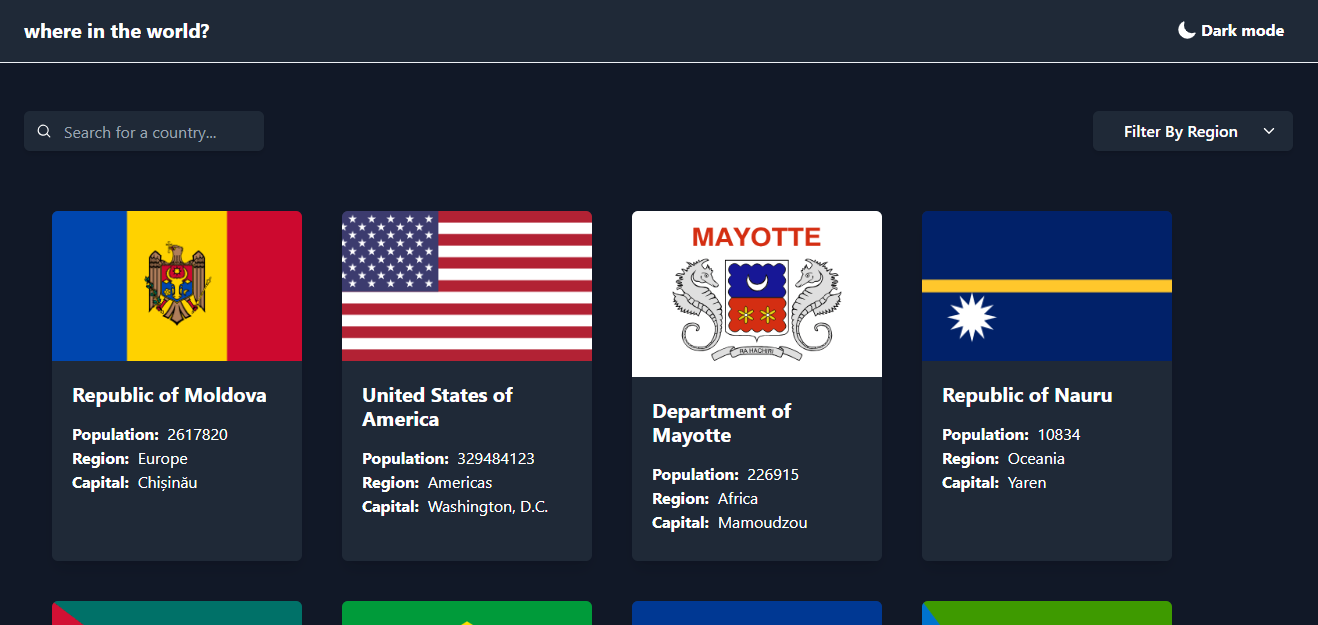 where in the world?
Dark mode
Search for a country...
Filter By Region
MAYOTTE
RA HACHIRI
Republic of Moldova
Population: 2617820
Region: Europe
Capital: Chișinău
United States of
America
Population: 329484123
Region: Americas
Capital: Washington, D.C.
Department of
Mayotte
Population: 226915
Region: Africa
Capital: Mamoudzou
Republic of Nauru
Population: 10834
Region: Oceania
Capital: Yaren